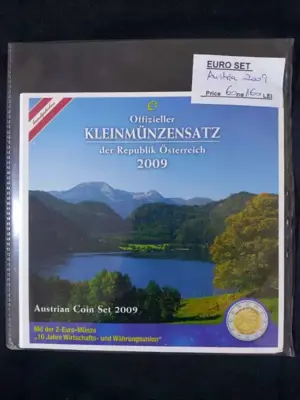 EURO SET
Austria 2009
Price
LEI
Offizieller
KLEINMÜNZENSATZ
der Republik Österreich
2009
Austrian Coin Set 2009
Mit der 2-Euro-Münze
„10 Jahre Wirtschafts- und Währungsunion“